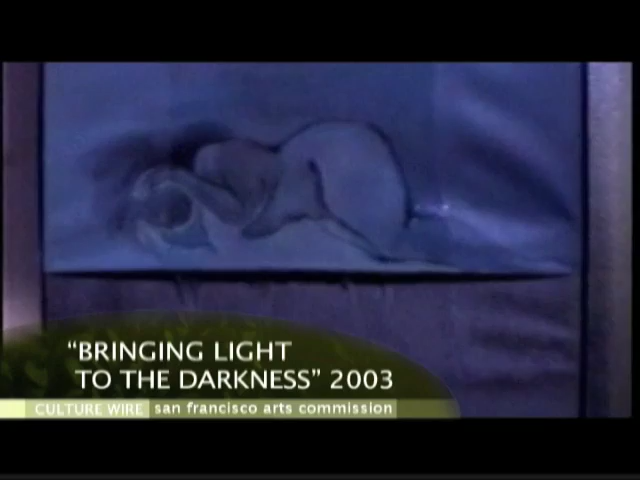 “BRINGING LIGHT
TO THE DARKNESS” 2003
CULTURE WIRE san francisco arts commission